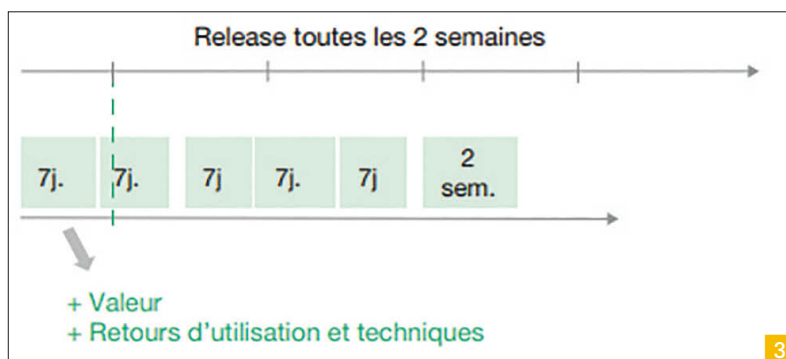 Release toutes les 2 semaines
7j.
7j.
7j
7j.
7j
2
sem.
+ Valeur
+ Retours d'utilisation et techniques
3